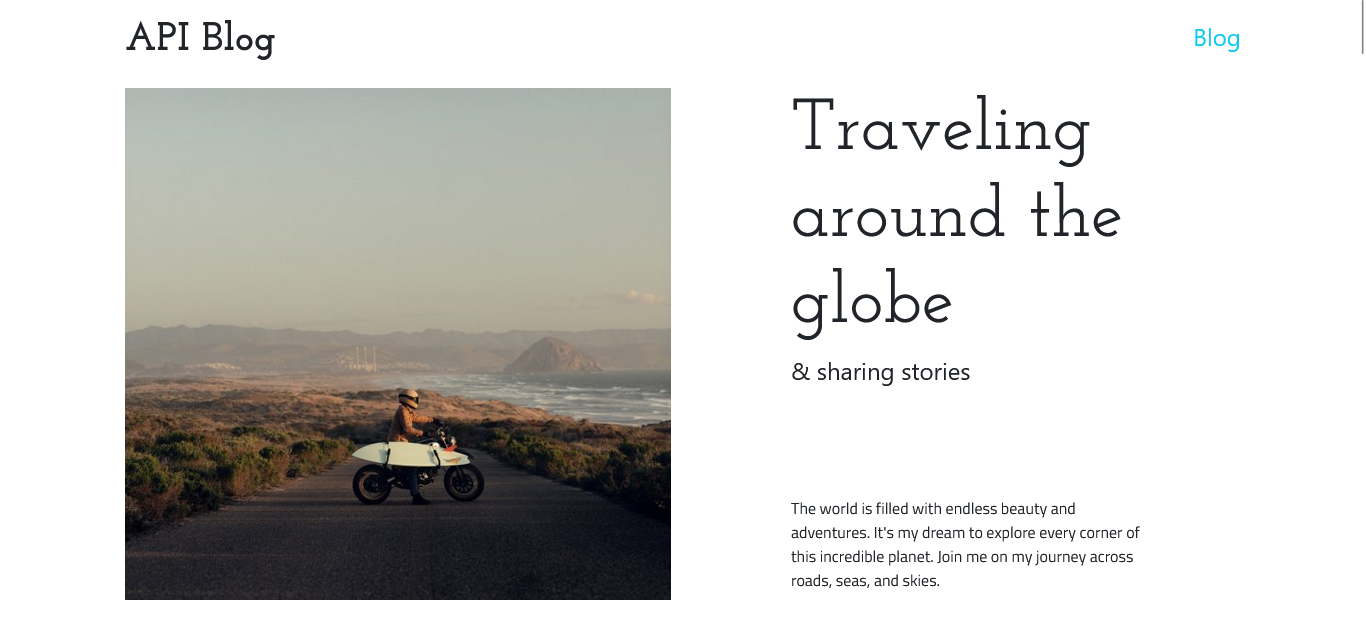 API Blog
Blog
Traveling
around the
globe
& sharing stories
The world is filled with endless beauty and
adventures. It's my dream to explore every corner of
this incredible planet. Join me on my journey across
roads, seas, and skies.